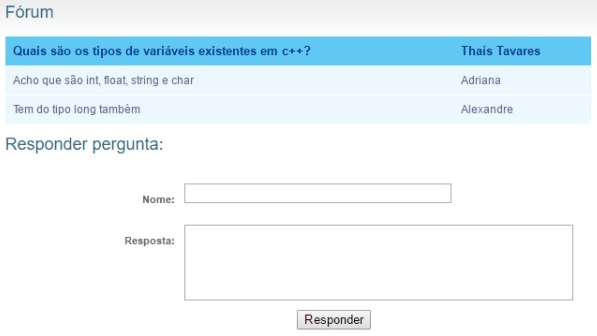 Fórum
Quais são os tipos de variáveis existentes em c++? Thaís Tavares
Acho que são int, float, string e char Adriana
Tem do tipo long também Alexandre
Responder pergunta:
Nome:
Resposta:
Responder